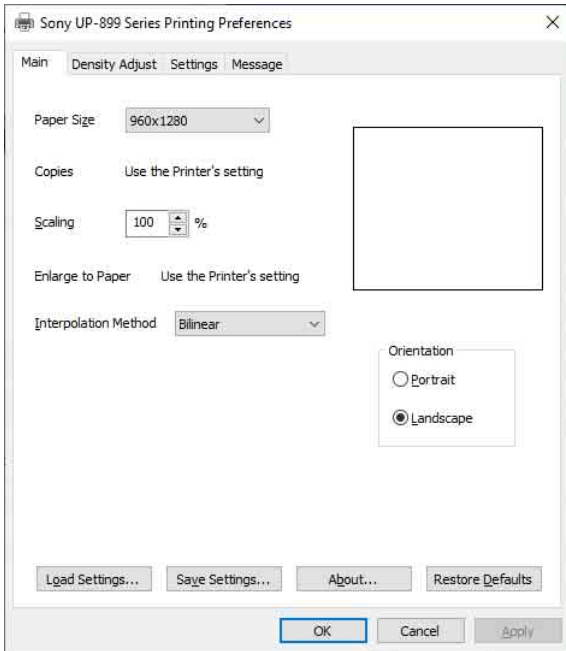 Sony UP-899 Series Printing Preferences
Main Density Adjust Settings Message
Paper Size 960x1280
Copies Use the Printer's setting
Scaling 100 %
Enlarge to Paper Use the Printer's setting
Interpolation Method Bilinear
Orientation
Portrait
Landscape
Load Settings... Save Settings... About... Restore Defaults
OK Cancel Apply